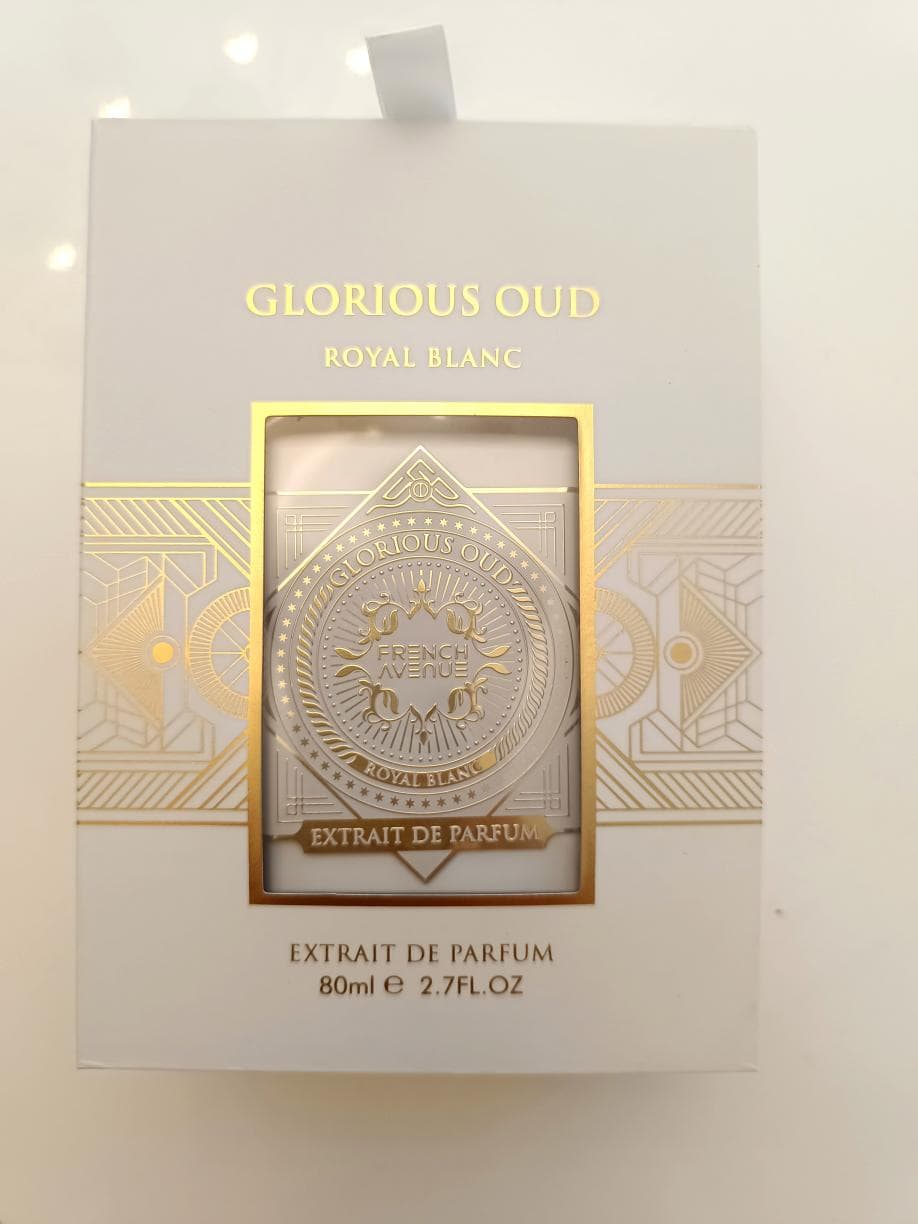 GLORIOUS OUD
ROYAL BLANC
GLORIOUS OUD
FRENCH
AVENUE
ROYAL BLANC
EXTRAIT DE PARFUM
EXTRAIT DE PARFUM
80ml ℮ 2.7FL.OZ